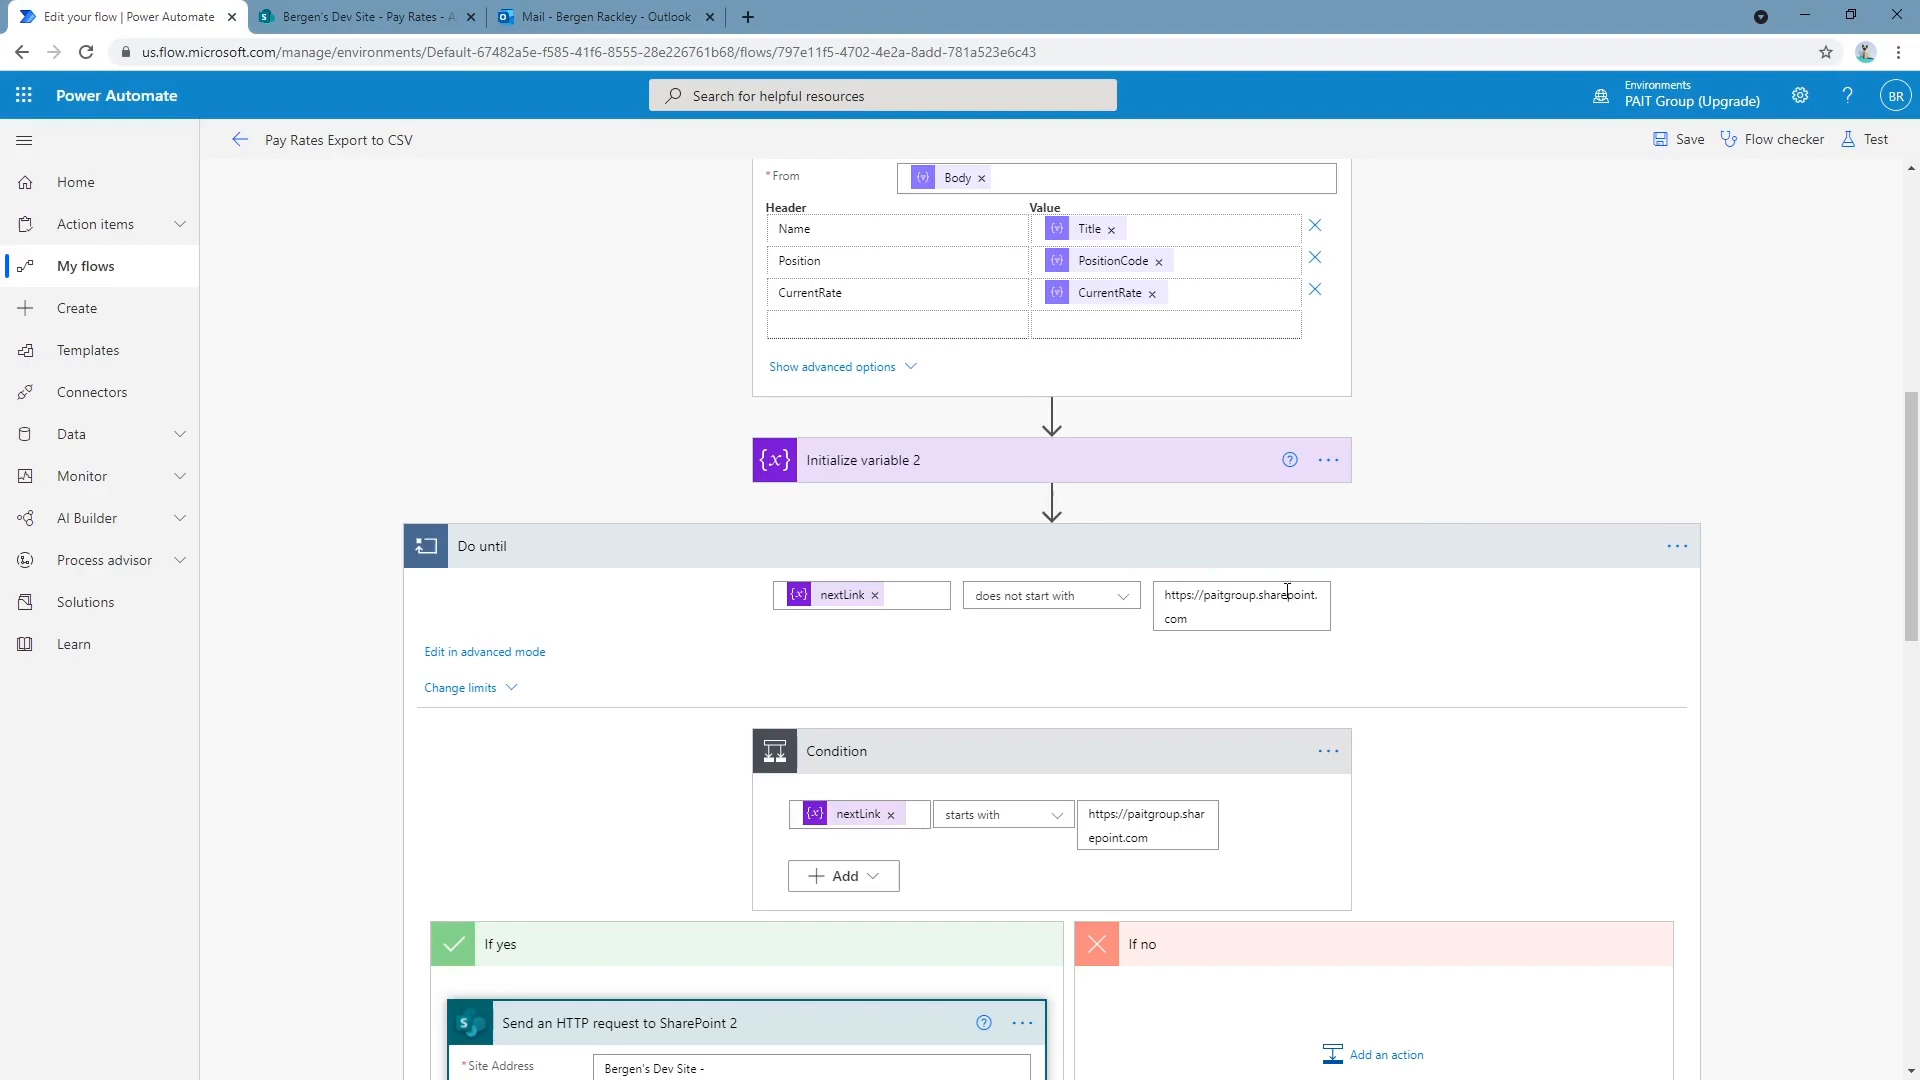 Edit your flow | Power Automate
Bergen's Dev Site - Pay Rates - A
Mail - Bergen Rackley - Outlook
us.flow.microsoft.com/manage/environments/Default-67482a5e-f585-41f6-8555-28e226761b68/flows/797e11f5-4702-4e2a-8add-781a523e6c43
Power Automate
Search for helpful resources
Environments
PAIT Group (Upgrade)
BR
Pay Rates Export to CSV
Save
Flow checker
Test
Home
Action items
My flows
Create
Templates
Connectors
Data
Monitor
AI Builder
Process advisor
Solutions
Learn
*From
Body
Header
Value
Name
Title
Position
PositionCode
CurrentRate
CurrentRate
Show advanced options
{x} Initialize variable 2
Do until
nextLink
does not start with
https://paitgroup.sharepoint.
com
Edit in advanced mode
Change limits
Condition
nextLink
starts with
https://paitgroup.shar
epoint.com
Add
If yes
If no
Send an HTTP request to SharePoint 2
Add an action
*Site Address
Bergen's Dev Site -